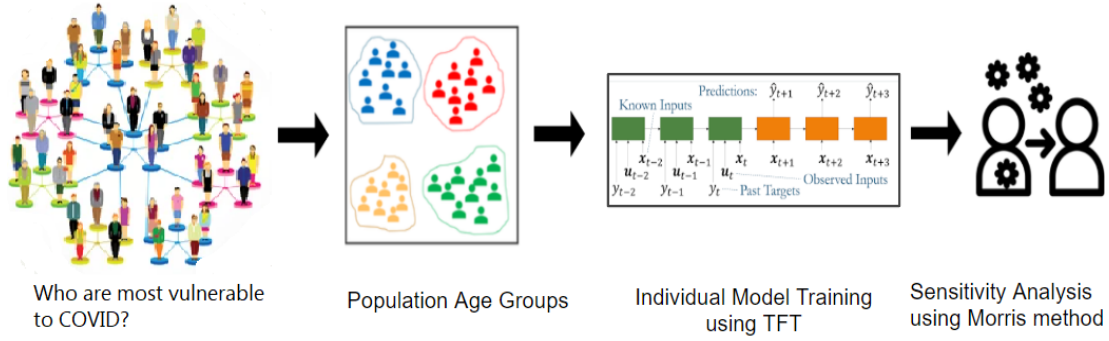 Who are most vulnerable
to COVID?
Population Age Groups
Predictions: ŷₜ₊₁ ŷₜ₊₂ ŷₜ₊₃
Known Inputs
xₜ₋₂ xₜ₋₁ xₜ xₜ₊₁ xₜ₊₂ xₜ₊₃
uₜ₋₂ uₜ₋₁ uₜ Observed Inputs
yₜ₋₂ yₜ₋₁ yₜ Past Targets
Individual Model Training
using TFT
Sensitivity Analysis
using Morris method